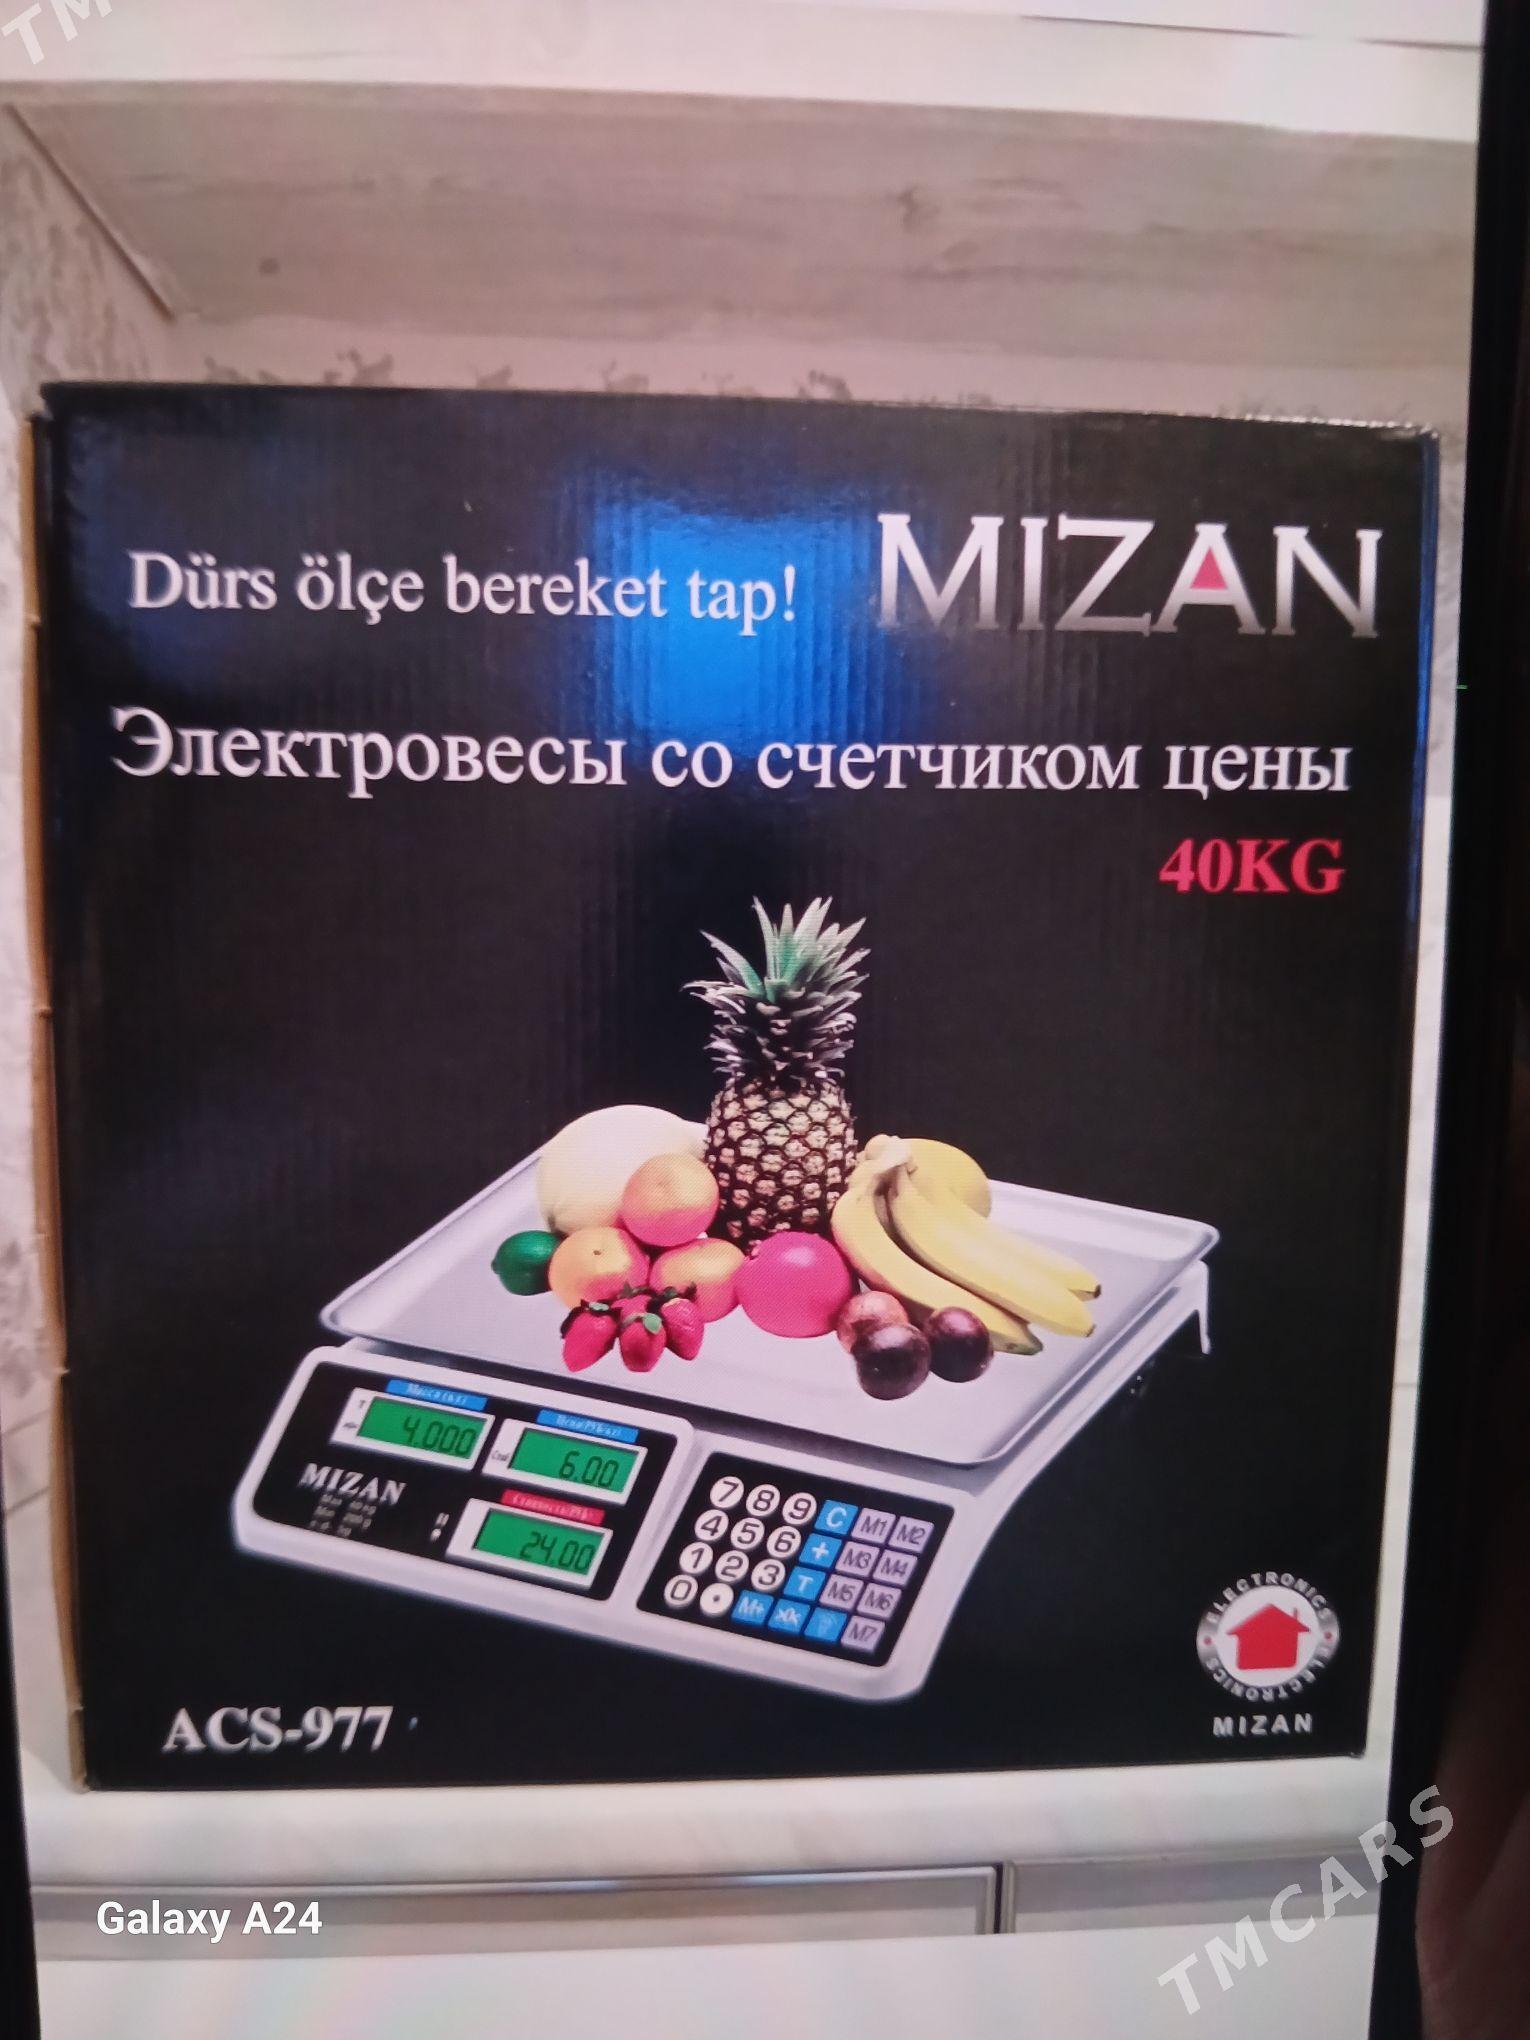 TM
Dürs ölçe bereket tap!
MIZAN
Электровесы со счетчиком цены
40KG
4.000
6.00
24.00
MIZAN
7 8 9 C M1 M2
4 5 6 + M3 M4
1 2 3 T M5 M6
0 . M+ M7
ELECTRONICS ELECTRONICS
MIZAN
ACS-977
Galaxy A24
TMCARS